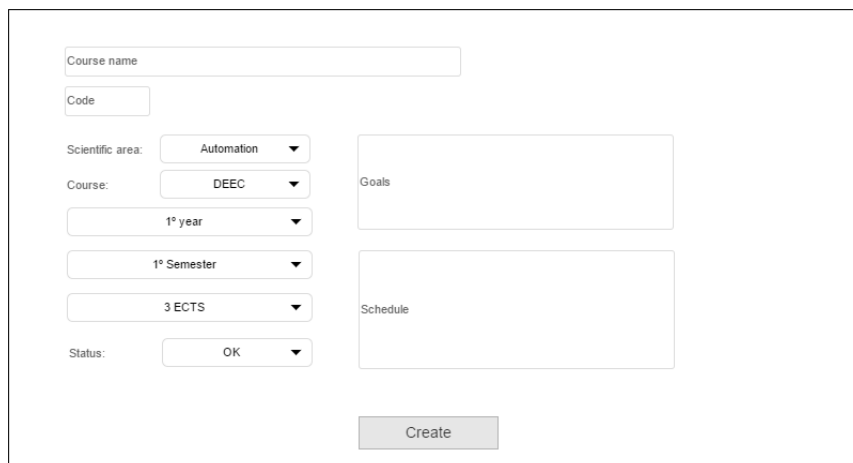 Course name
Code
Scientific area: Automation
Course: DEEC
1º year
1º Semester
3 ECTS
Status: OK
Goals
Schedule
Create